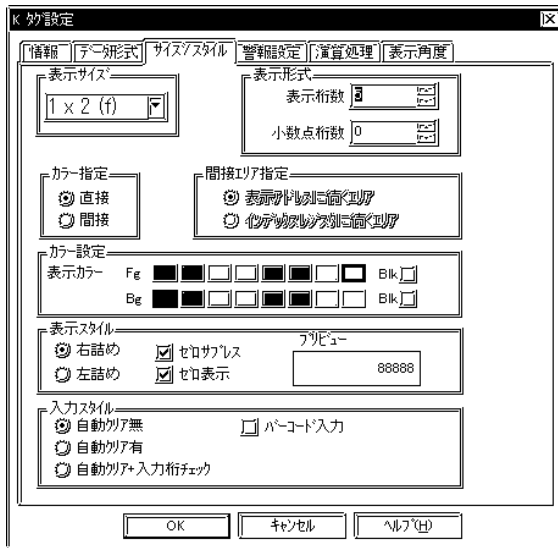 K タグ設定
情報 データ形式 サイズ/スタイル 警報設定 演算処理 表示角度
表示サイズ
1 x 2 (f)
表示形式
表示桁数
小数点桁数 0
カラー指定
直接
間接
間接エリア指定
表示アドレスに続くエリア
インデックスレジスタに続くエリア
カラー設定
表示カラー Fg Blk
Bg Blk
表示スタイル
右詰め ゼロサプレス
左詰め ゼロ表示
プリビュー
88888
入力スタイル
自動クリア無 バーコード入力
自動クリア有
自動クリア+入力桁チェック
OK キャンセル ヘルプ(H)